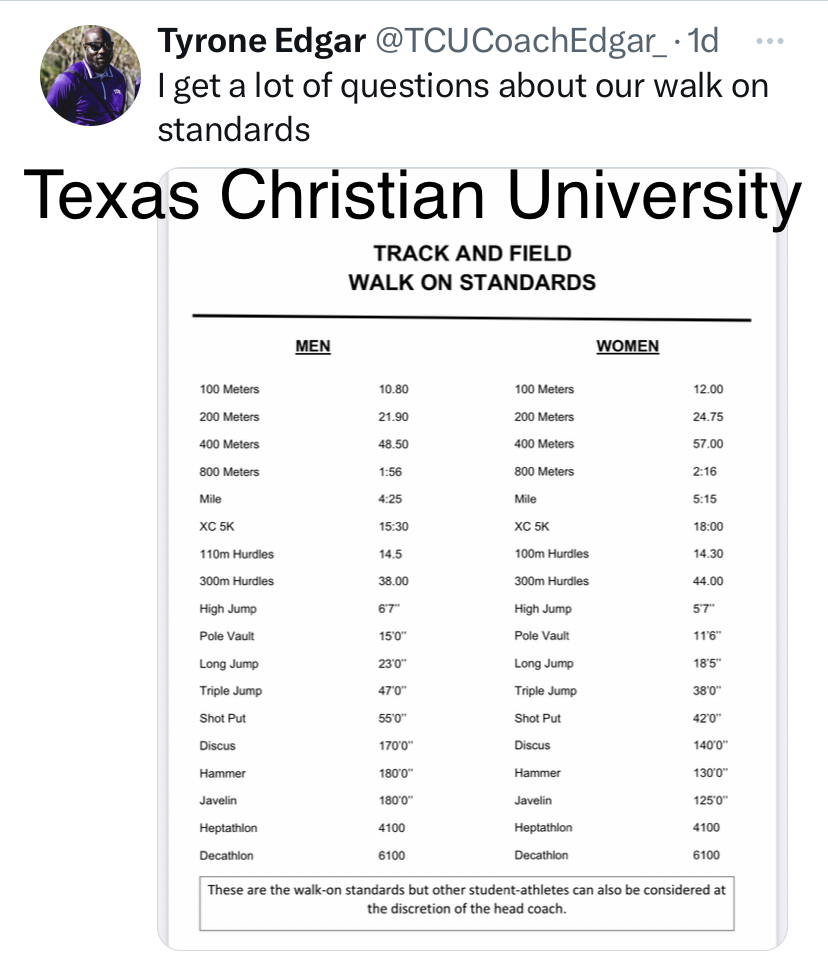 Tyrone Edgar @TCUCoachEdgar_ · 1d ...
I get a lot of questions about our walk on
standards
Texas Christian University
TRACK AND FIELD
WALK ON STANDARDS
MEN WOMEN
100 Meters 10.80 100 Meters 12.00
200 Meters 21.90 200 Meters 24.75
400 Meters 48.50 400 Meters 57.00
800 Meters 1:56 800 Meters 2:16
Mile 4:25 Mile 5:15
XC 5K 15:30 XC 5K 18:00
110m Hurdles 14.5 100m Hurdles 14.30
300m Hurdles 38.00 300m Hurdles 44.00
High Jump 6'7" High Jump 5'7"
Pole Vault 15'0" Pole Vault 11'6"
Long Jump 23'0" Long Jump 18'5"
Triple Jump 47'0" Triple Jump 38'0"
Shot Put 55'0" Shot Put 42'0"
Discus 170'0" Discus 140'0"
Hammer 180'0" Hammer 130'0"
Javelin 180'0" Javelin 125'0"
Heptathlon 4100 Heptathlon 4100
Decathlon 6100 Decathlon 6100
These are the walk-on standards but other student-athletes can also be considered at
the discretion of the head coach.